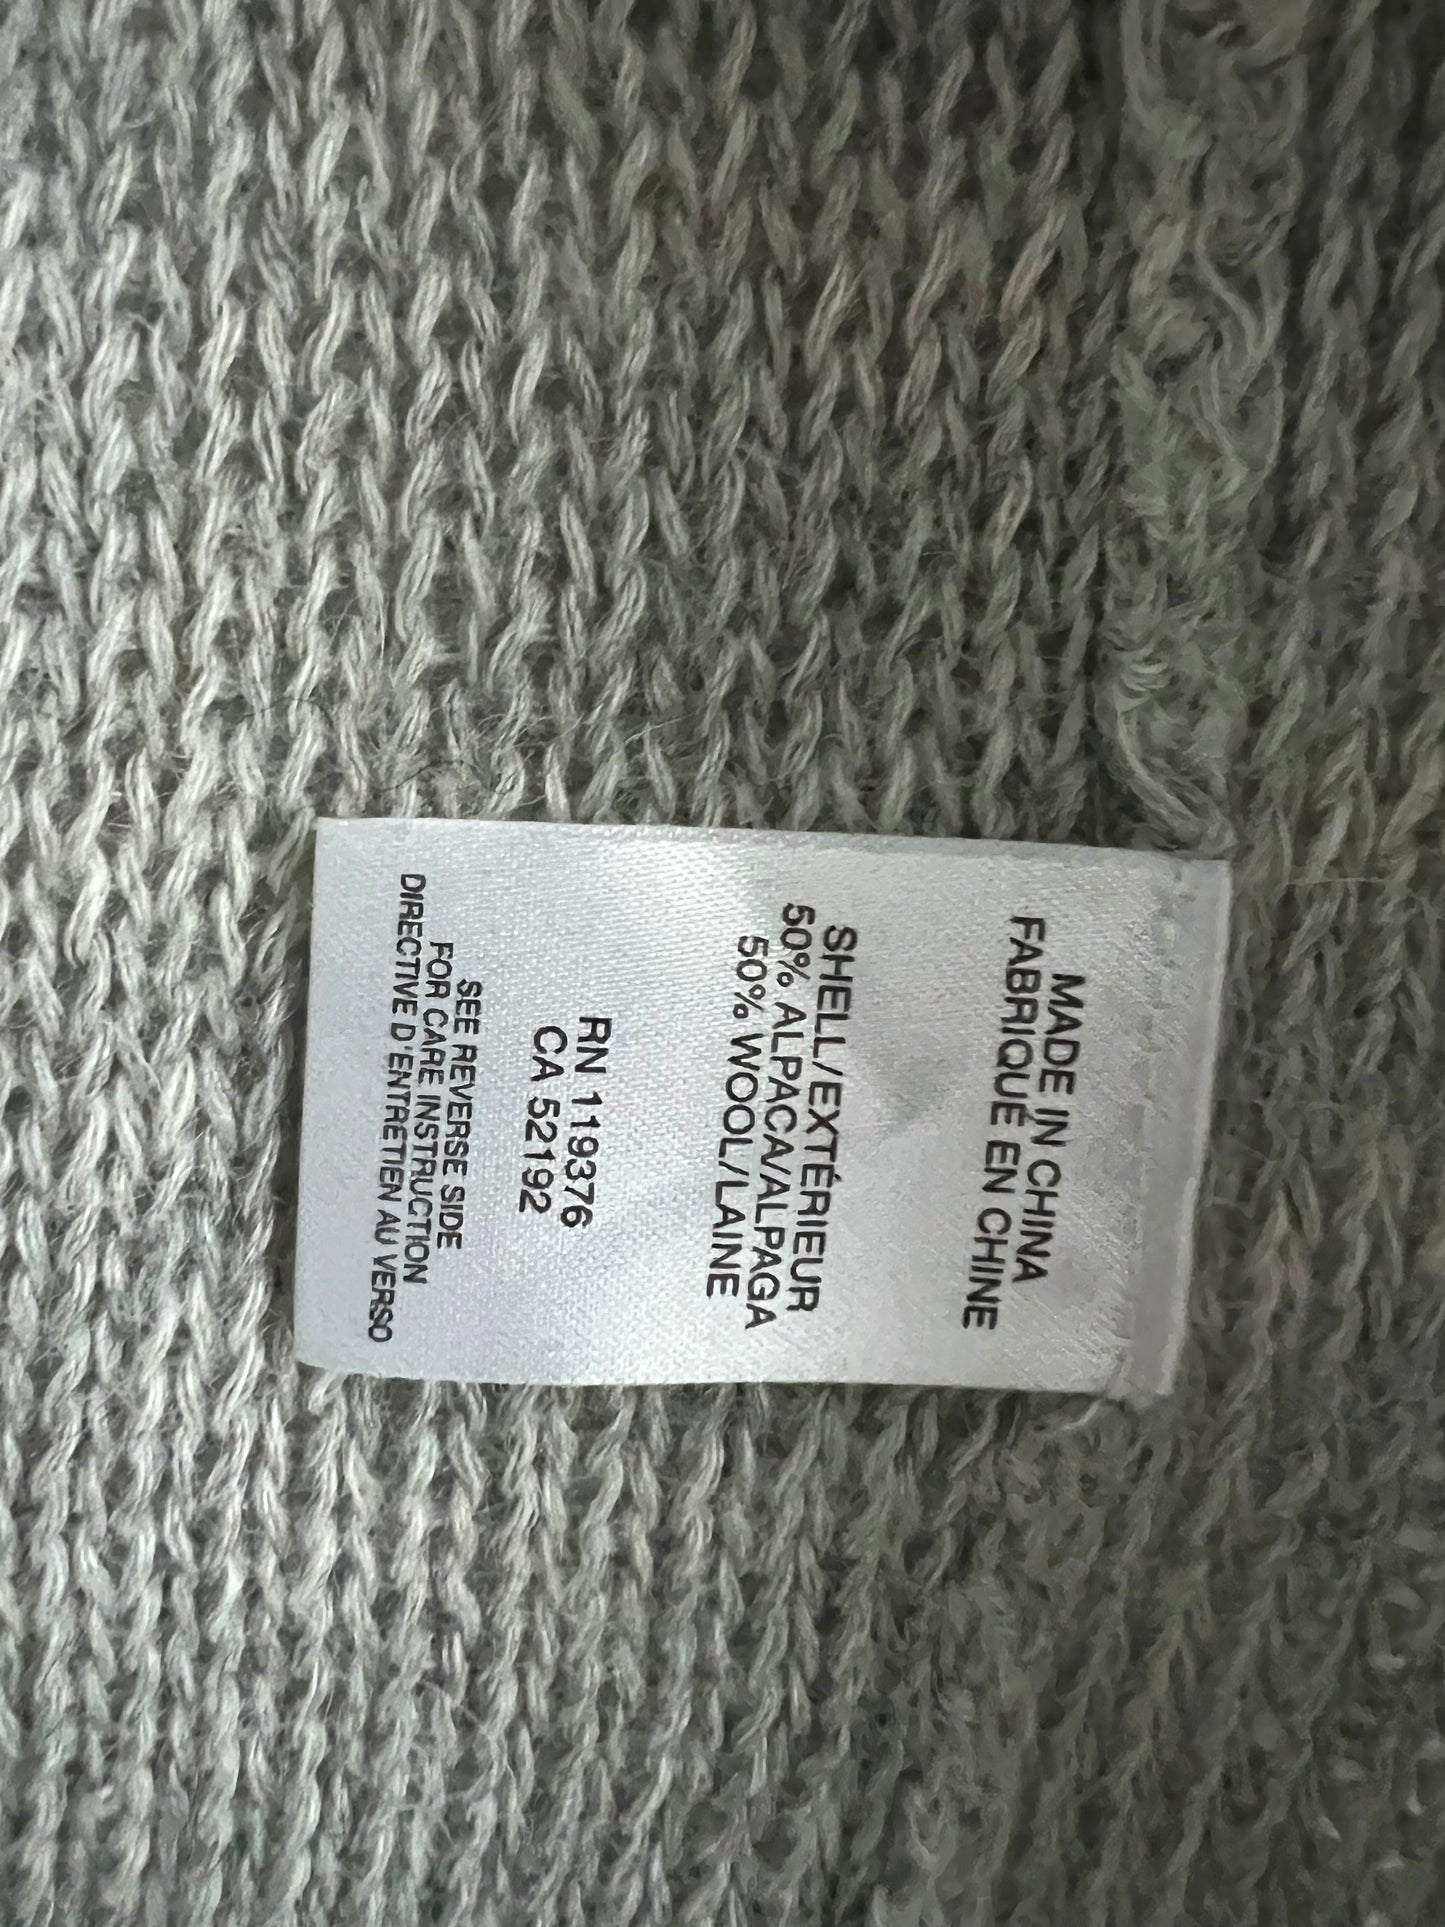 MADE IN CHINA
FABRIQUÉ EN CHINE
SHELL/EXTÉRIEUR
50% ALPACA/ALPAGA
50% WOOL/LAINE
RN 119376
CA 52192
SEE REVERSE SIDE
FOR CARE INSTRUCTION
DIRECTIVE D'ENTRETIEN AU VERSO